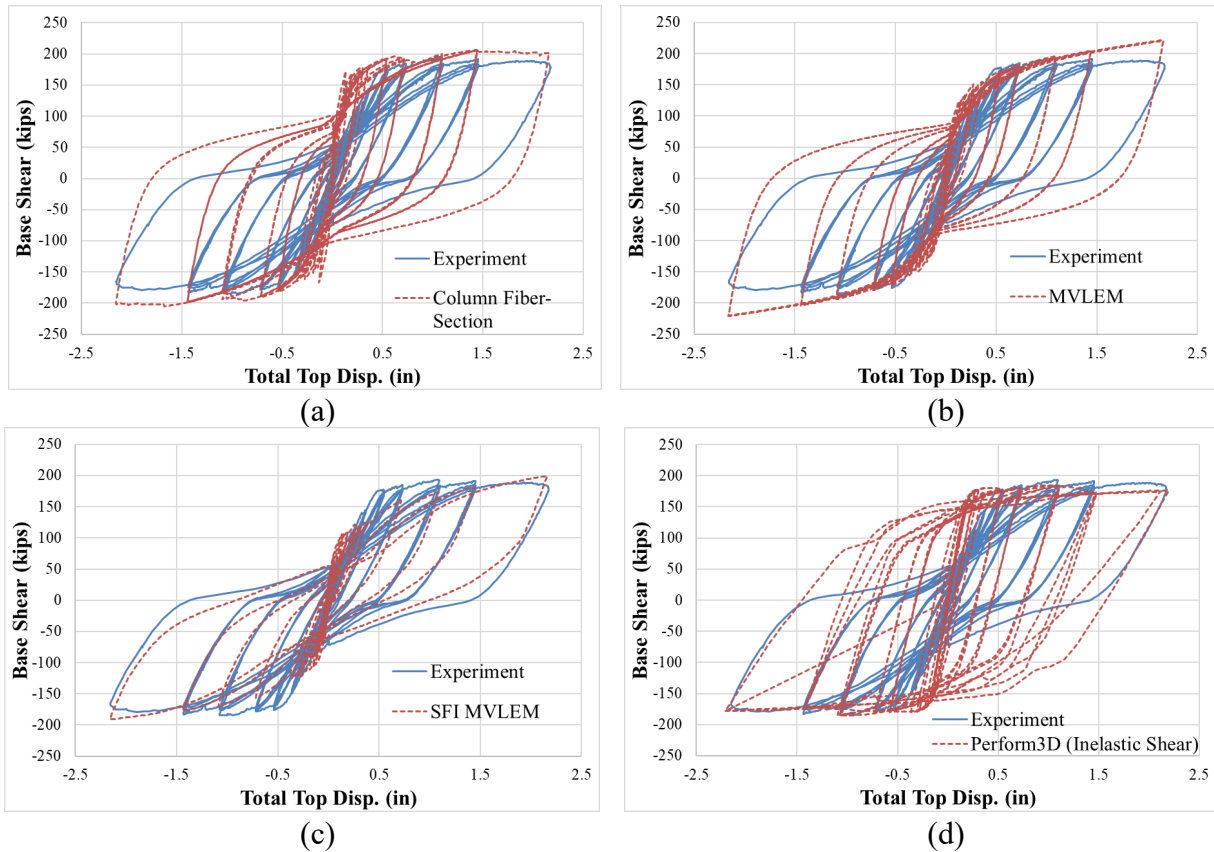 250
200
150
100
50
0
-50
-100
-150
-200
-250
Base Shear (kips)
-2.5 -1.5 -0.5 0.5 1.5 2.5
Total Top Disp. (in)
Experiment
Column Fiber-
Section
(a)
250
200
150
100
50
0
-50
-100
-150
-200
-250
Base Shear (kips)
-2.5 -1.5 -0.5 0.5 1.5 2.5
Total Top Disp. (in)
Experiment
MVLEM
(b)
250
200
150
100
50
0
-50
-100
-150
-200
-250
Base Shear (kips)
-2.5 -1.5 -0.5 0.5 1.5 2.5
Total Top Disp. (in)
Experiment
SFI MVLEM
(c)
250
200
150
100
50
0
-50
-100
-150
-200
-250
Base Shear (kips)
-2.5 -1.5 -0.5 0.5 1.5 2.5
Total Top Disp. (in)
Experiment
Perform3D (Inelastic Shear)
(d)